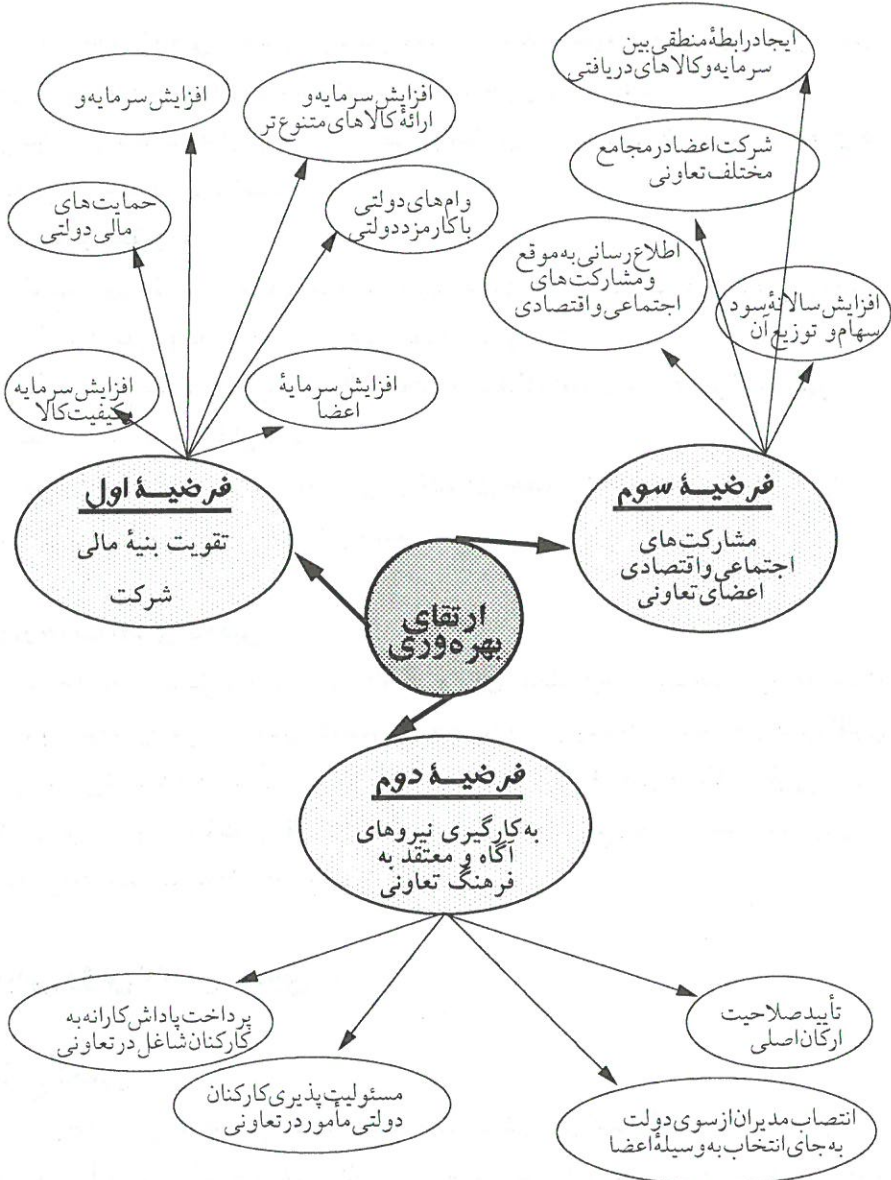 ایجاد رابطهٔ منطقی بین
سرمایه و کالاهای دریافتی
افزایش سرمایه و
افزایش سرمایه و
ارائهٔ کالاهای متنوع تر
شرکت اعضا در مجامع
مختلف تعاونی
حمایت های
مالی دولتی
وام های دولتی
با کارمزد دولتی
اطلاع رسانی به موقع
و مشارکت های
اجتماعی و اقتصادی
افزایش سالانهٔ سود
سهام و توزیع آن
افزایش سرمایه
کیفیت کالا
افزایش سرمایهٔ
اعضا
فرضیهٔ اول
تقویت بنیهٔ مالی
شرکت
فرضیهٔ سوم
مشارکت های
اجتماعی و اقتصادی
اعضای تعاونی
ارتقای
بهره وری
فرضیهٔ دوم
به کارگیری نیروهای
آگاه و معتقد به
فرهنگ تعاونی
پرداخت پاداش کارانه به
کارکنان شاغل در تعاونی
مسئولیت پذیری کارکنان
دولتی مأمور در تعاونی
تأیید صلاحیت
ارکان اصلی
انتصاب مدیران از سوی دولت
به جای انتخاب به وسیلهٔ اعضا